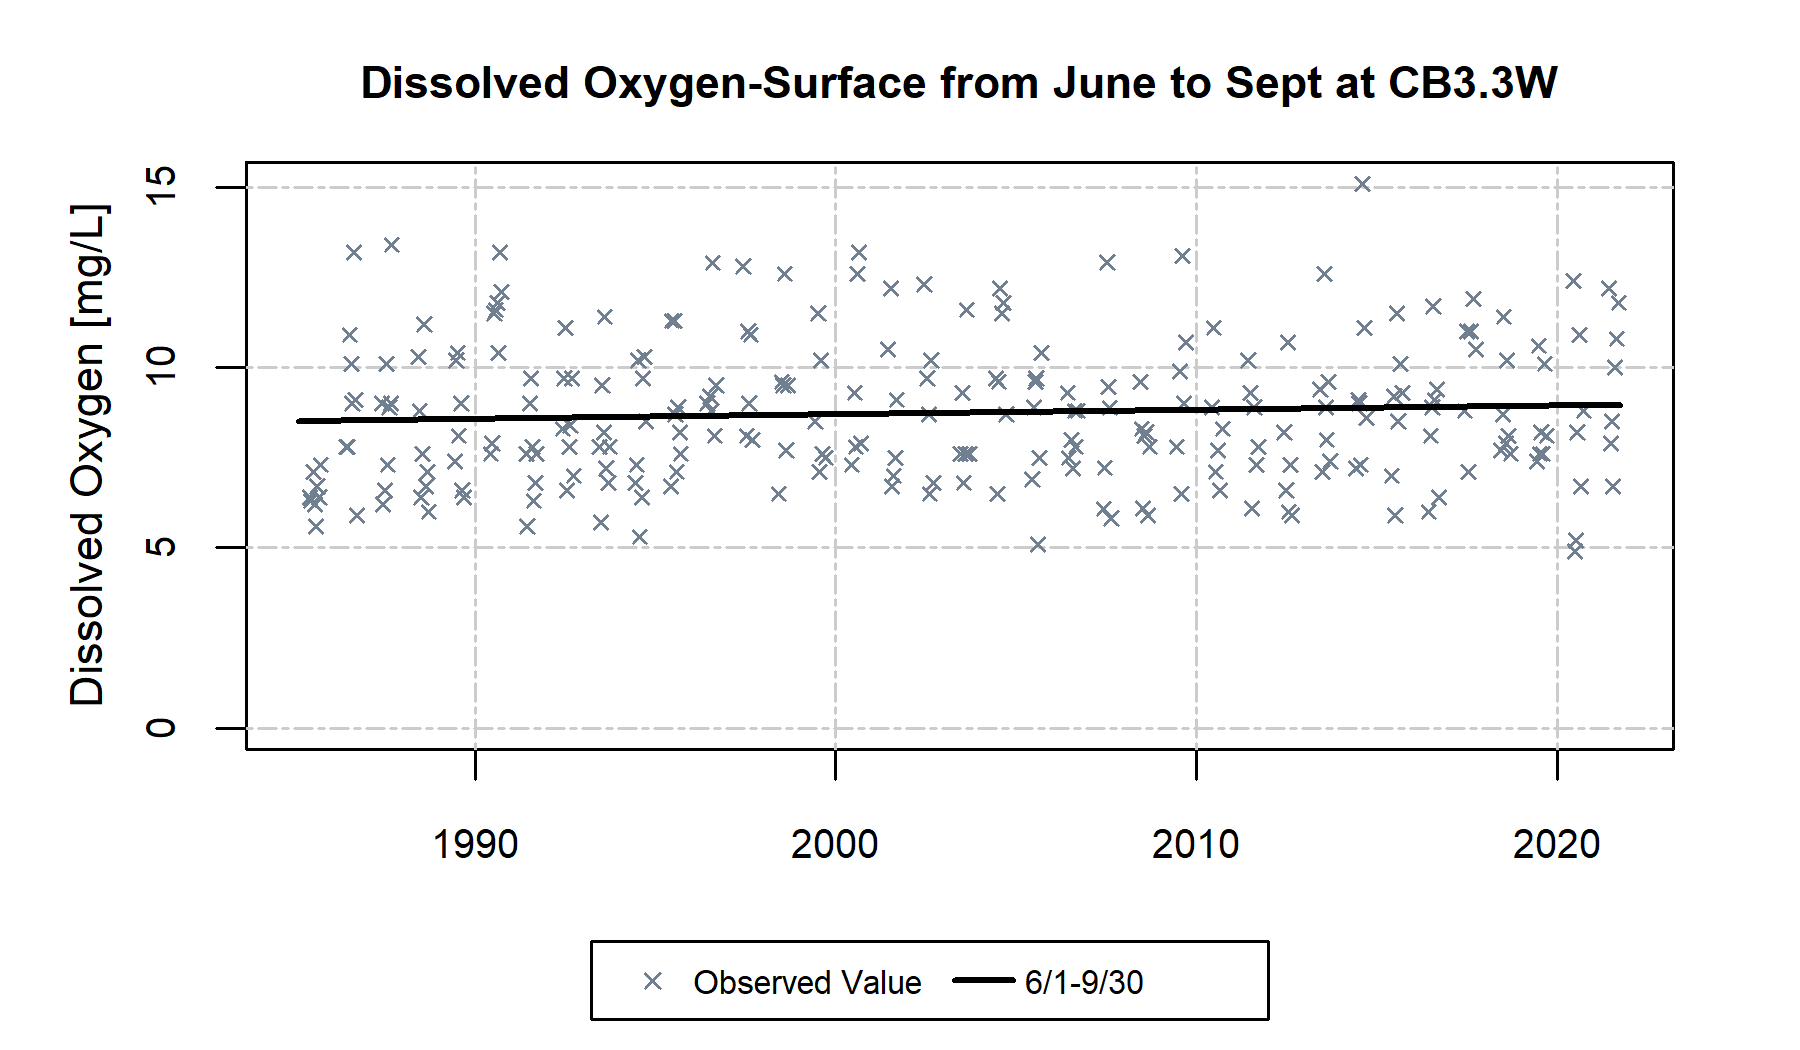 Dissolved Oxygen-Surface from June to Sept at CB3.3W
Dissolved Oxygen [mg/L]
15
10
5
0
1990 2000 2010 2020
Observed Value 6/1-9/30